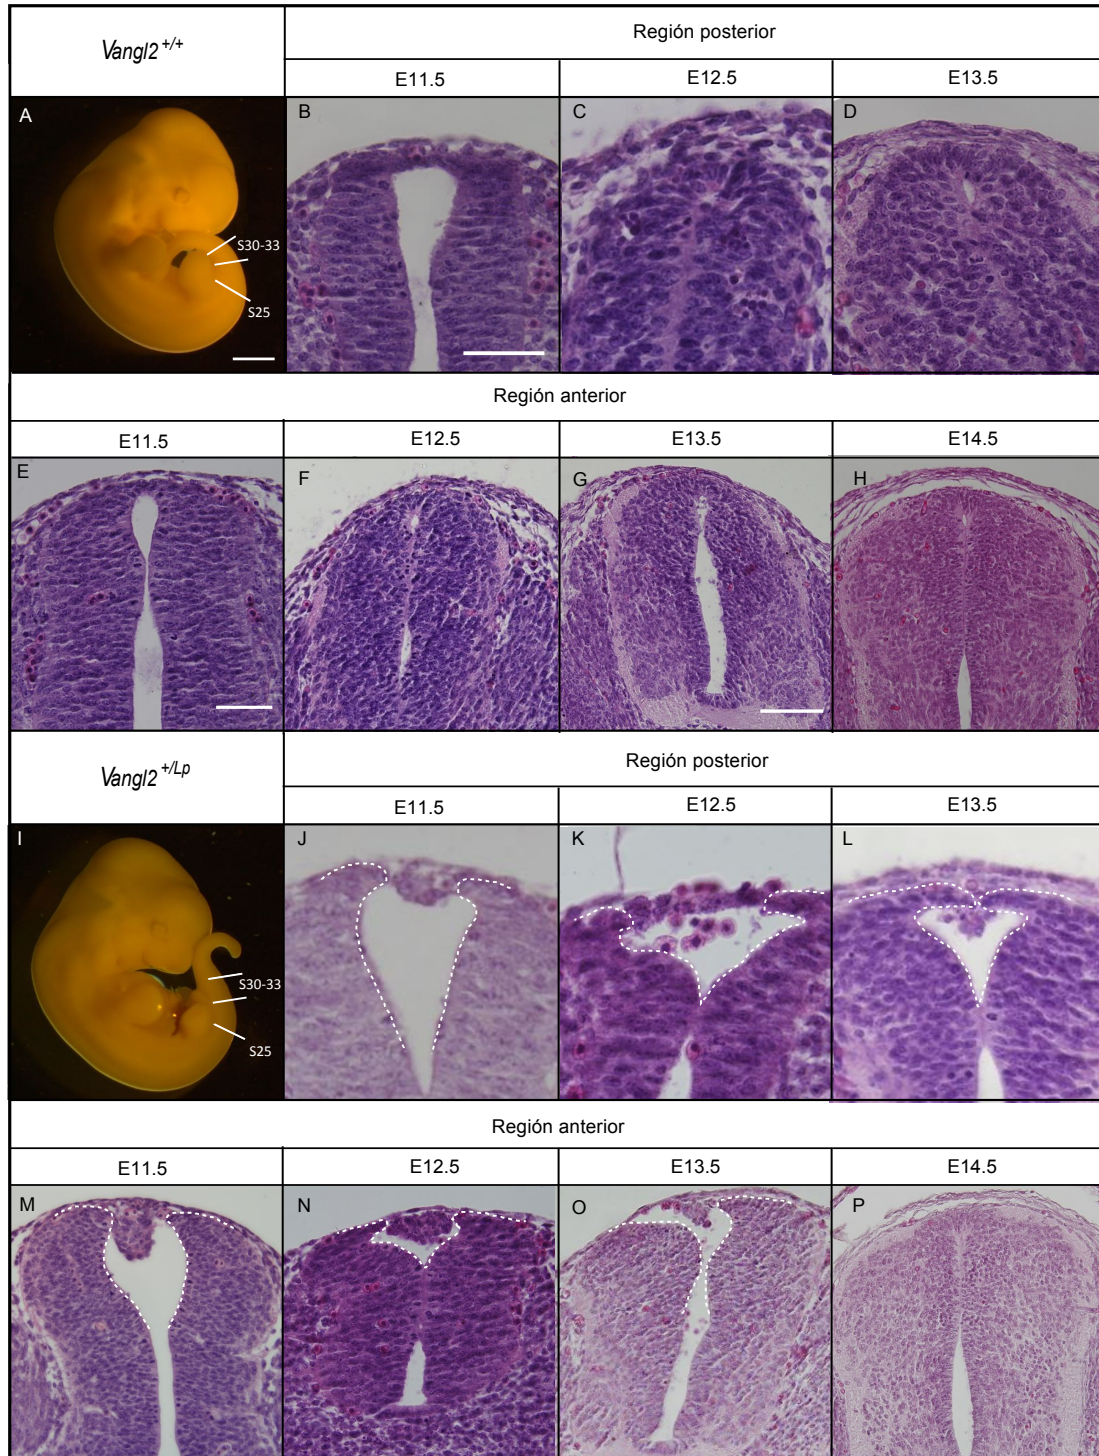 Vangl2 +/+
Región posterior
E11.5
E12.5
E13.5
A
B
C
D
S30-33
S25
Región anterior
E11.5
E12.5
E13.5
E14.5
E
F
G
H
Vangl2 +/Lp
Región posterior
E11.5
E12.5
E13.5
I
J
K
L
S30-33
S25
Región anterior
E11.5
E12.5
E13.5
E14.5
M
N
O
P